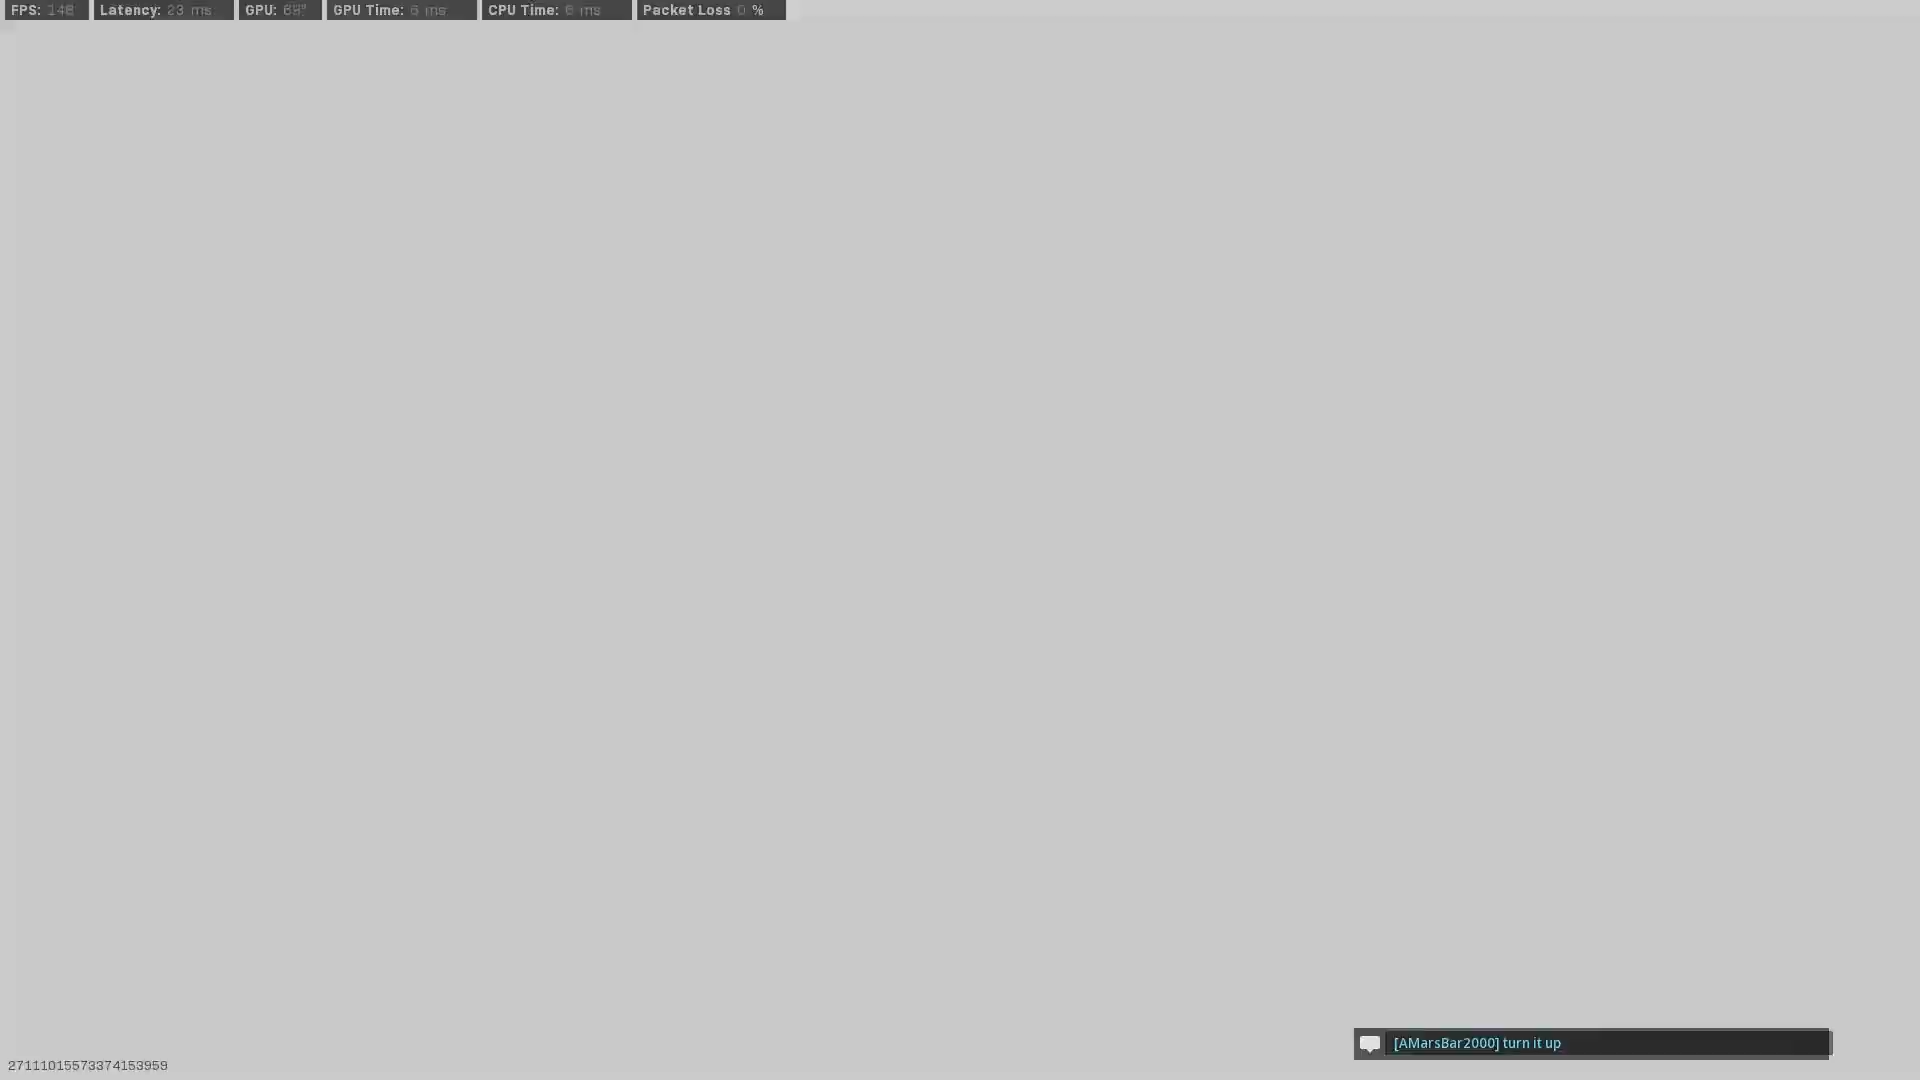 FPS: 148 Latency: 23 ms GPU: GPU Time: 6 ms CPU Time: 6 ms Packet Loss 0 %
[AMarsBar2000] turn it up
27111015573374153959